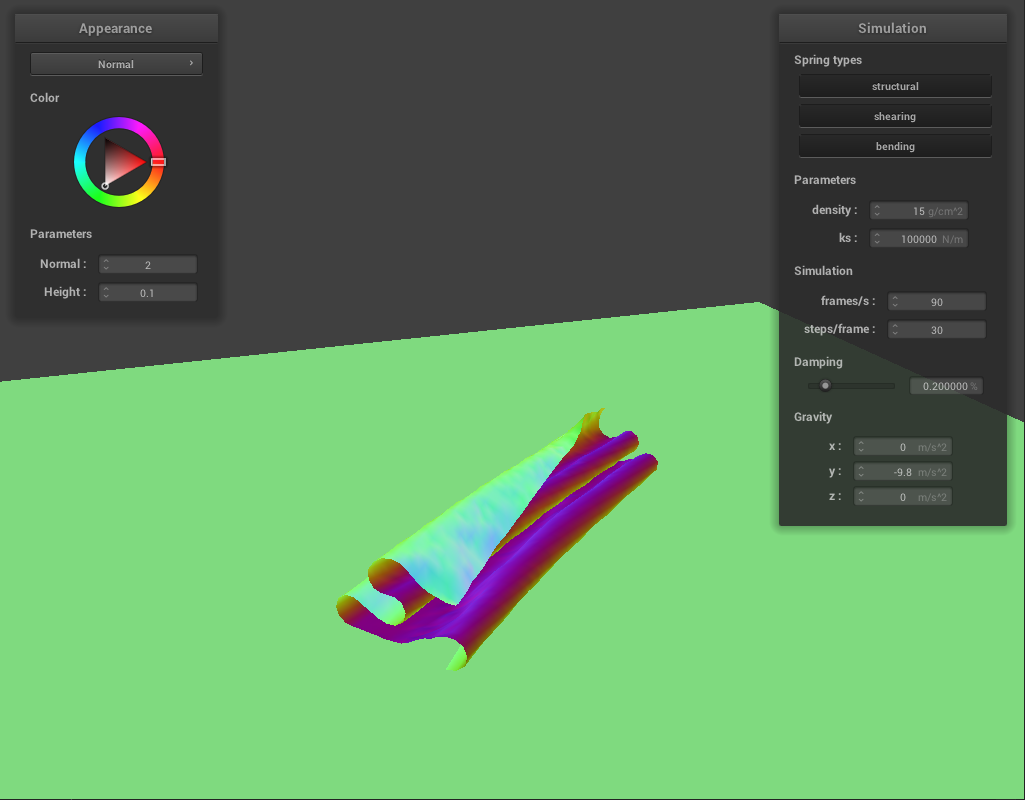 Appearance
Normal
Color
Parameters
Normal : 2
Height : 0.1
Simulation
Spring types
structural
shearing
bending
Parameters
density : 15 g/cm^2
ks : 100000 N/m
Simulation
frames/s : 90
steps/frame : 30
Damping
0.200000 %
Gravity
x : 0 m/s^2
y : -9.8 m/s^2
z : 0 m/s^2